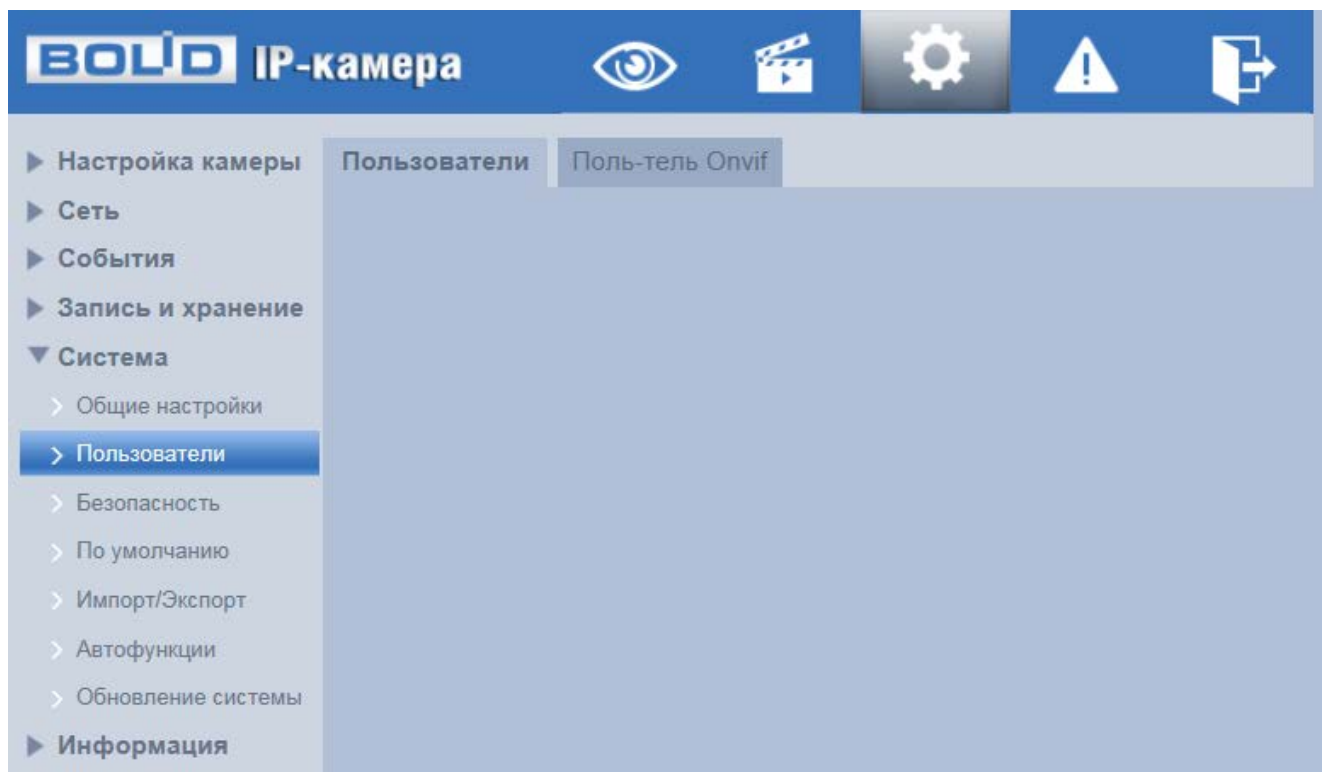 BOLID IP-камера
Настройка камеры
Сеть
События
Запись и хранение
Система
Общие настройки
Пользователи
Безопасность
По умолчанию
Импорт/Экспорт
Автофункции
Обновление системы
Информация
Пользователи Поль-тель Onvif